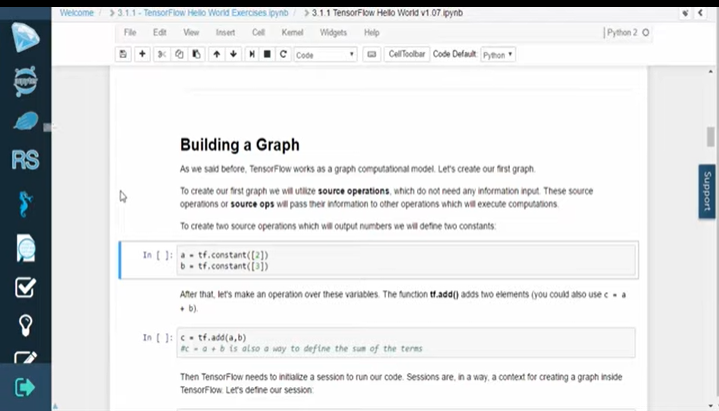 Welcome / 3.1.1 - TensorFlow Hello World Exercises.ipynb / 3.1.1 TensorFlow Hello World v1.07.ipynb
File Edit View Insert Cell Kernel Widgets Help Python 2
Code CellToolbar Code Default: Python
RS
Support
Building a Graph
As we said before, TensorFlow works as a graph computational model. Let's create our first graph.
To create our first graph we will utilize source operations, which do not need any information input. These source
operations or source ops will pass their information to other operations which will execute computations.
To create two source operations which will output numbers we will define two constants:
In [ ]: a = tf.constant([2])
b = tf.constant([3])
After that, let's make an operation over these variables. The function tf.add() adds two elements (you could also use c = a
+ b).
In [ ]: c = tf.add(a,b)
#c = a + b is also a way to define the sum of the terms
Then TensorFlow needs to initialize a session to run our code. Sessions are, in a way, a context for creating a graph inside
TensorFlow. Let's define our session: